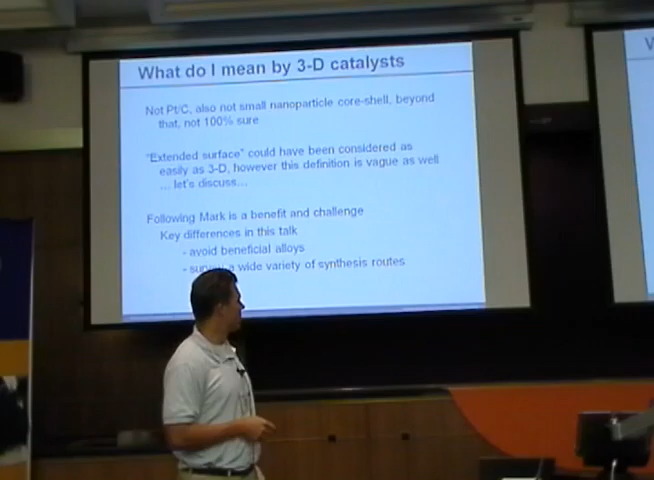 What do I mean by 3-D catalysts
Not Pt/C, also not small nanoparticle core-shell, beyond
that, not 100% sure
"Extended surface" could have been considered as
easily as 3-D, however this definition is vague as well
... let's discuss...
Following Mark is a benefit and challenge
Key differences in this talk
- avoid beneficial alloys
- survey a wide variety of synthesis routes